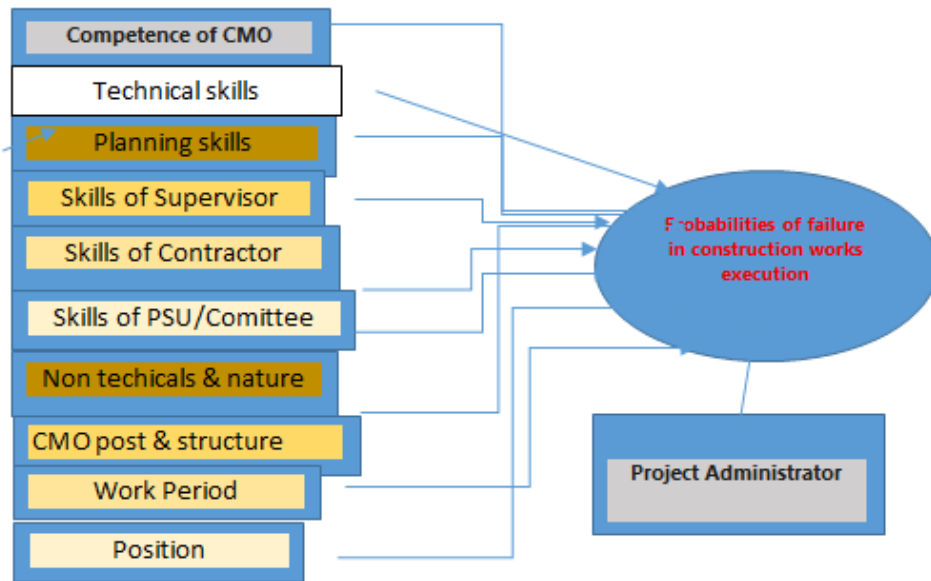 Competence of CMO
Technical skills
Planning skills
Skills of Supervisor
Skills of Contractor
Skills of PSU/Comittee
Non techicals & nature
CMO post & structure
Work Period
Position
Probabilities of failure
in construction works
execution
Project Administrator